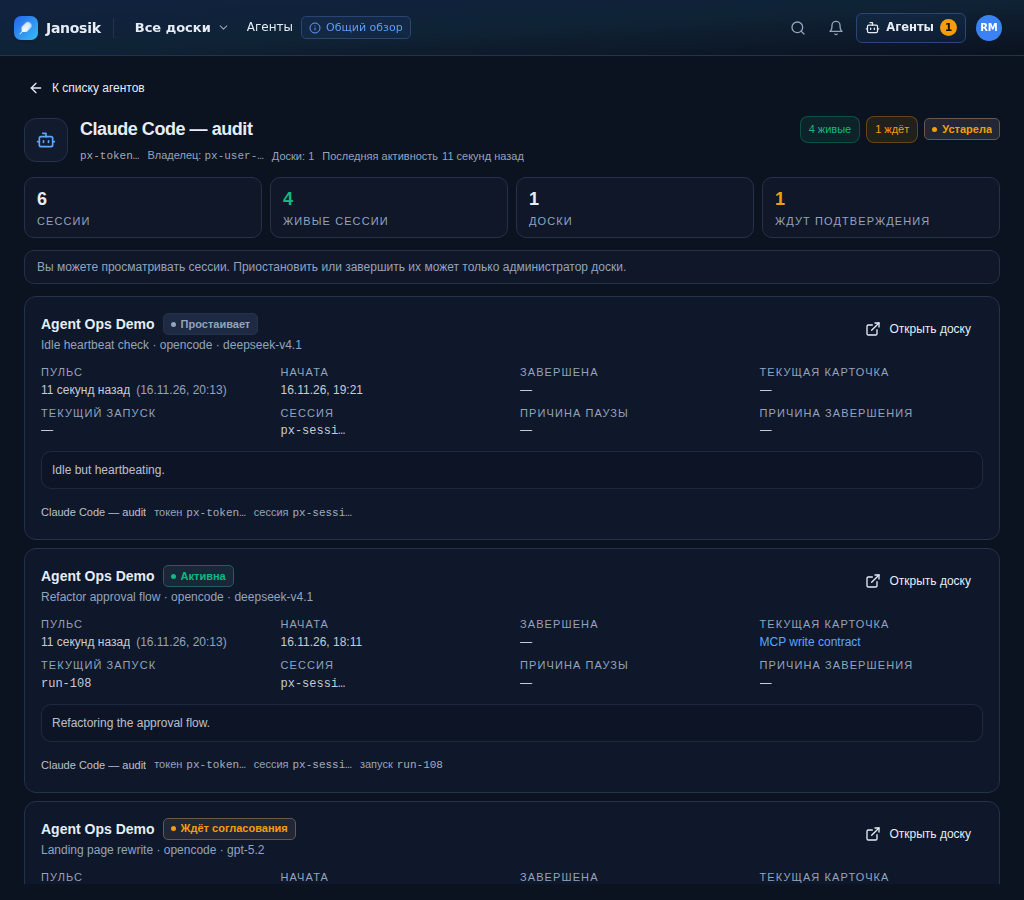 Janosik Все доски Агенты Общий обзор Агенты 1 RM
К списку агентов
Claude Code — audit
px-token… Владелец: px-user-… Доски: 1 Последняя активность 11 секунд назад
4 живые 1 ждёт Устарела
6
СЕССИИ
4
ЖИВЫЕ СЕССИИ
1
ДОСКИ
1
ЖДУТ ПОДТВЕРЖДЕНИЯ
Вы можете просматривать сессии. Приостановить или завершить их может только администратор доски.
Agent Ops Demo Простаивает
Idle heartbeat check · opencode · deepseek-v4.1
Открыть доску
ПУЛЬС НАЧАТА ЗАВЕРШЕНА ТЕКУЩАЯ КАРТОЧКА
11 секунд назад (16.11.26, 20:13) 16.11.26, 19:21 — —
ТЕКУЩИЙ ЗАПУСК СЕССИЯ ПРИЧИНА ПАУЗЫ ПРИЧИНА ЗАВЕРШЕНИЯ
— px-sessi… — —
Idle but heartbeating.
Claude Code — audit токен px-token… сессия px-sessi…
Agent Ops Demo Активна
Refactor approval flow · opencode · deepseek-v4.1
Открыть доску
ПУЛЬС НАЧАТА ЗАВЕРШЕНА ТЕКУЩАЯ КАРТОЧКА
11 секунд назад (16.11.26, 20:13) 16.11.26, 18:11 — MCP write contract
ТЕКУЩИЙ ЗАПУСК СЕССИЯ ПРИЧИНА ПАУЗЫ ПРИЧИНА ЗАВЕРШЕНИЯ
run-108 px-sessi… — —
Refactoring the approval flow.
Claude Code — audit токен px-token… сессия px-sessi… запуск run-108
Agent Ops Demo Ждёт согласования
Landing page rewrite · opencode · gpt-5.2
Открыть доску
ПУЛЬС НАЧАТА ЗАВЕРШЕНА ТЕКУЩАЯ КАРТОЧКА